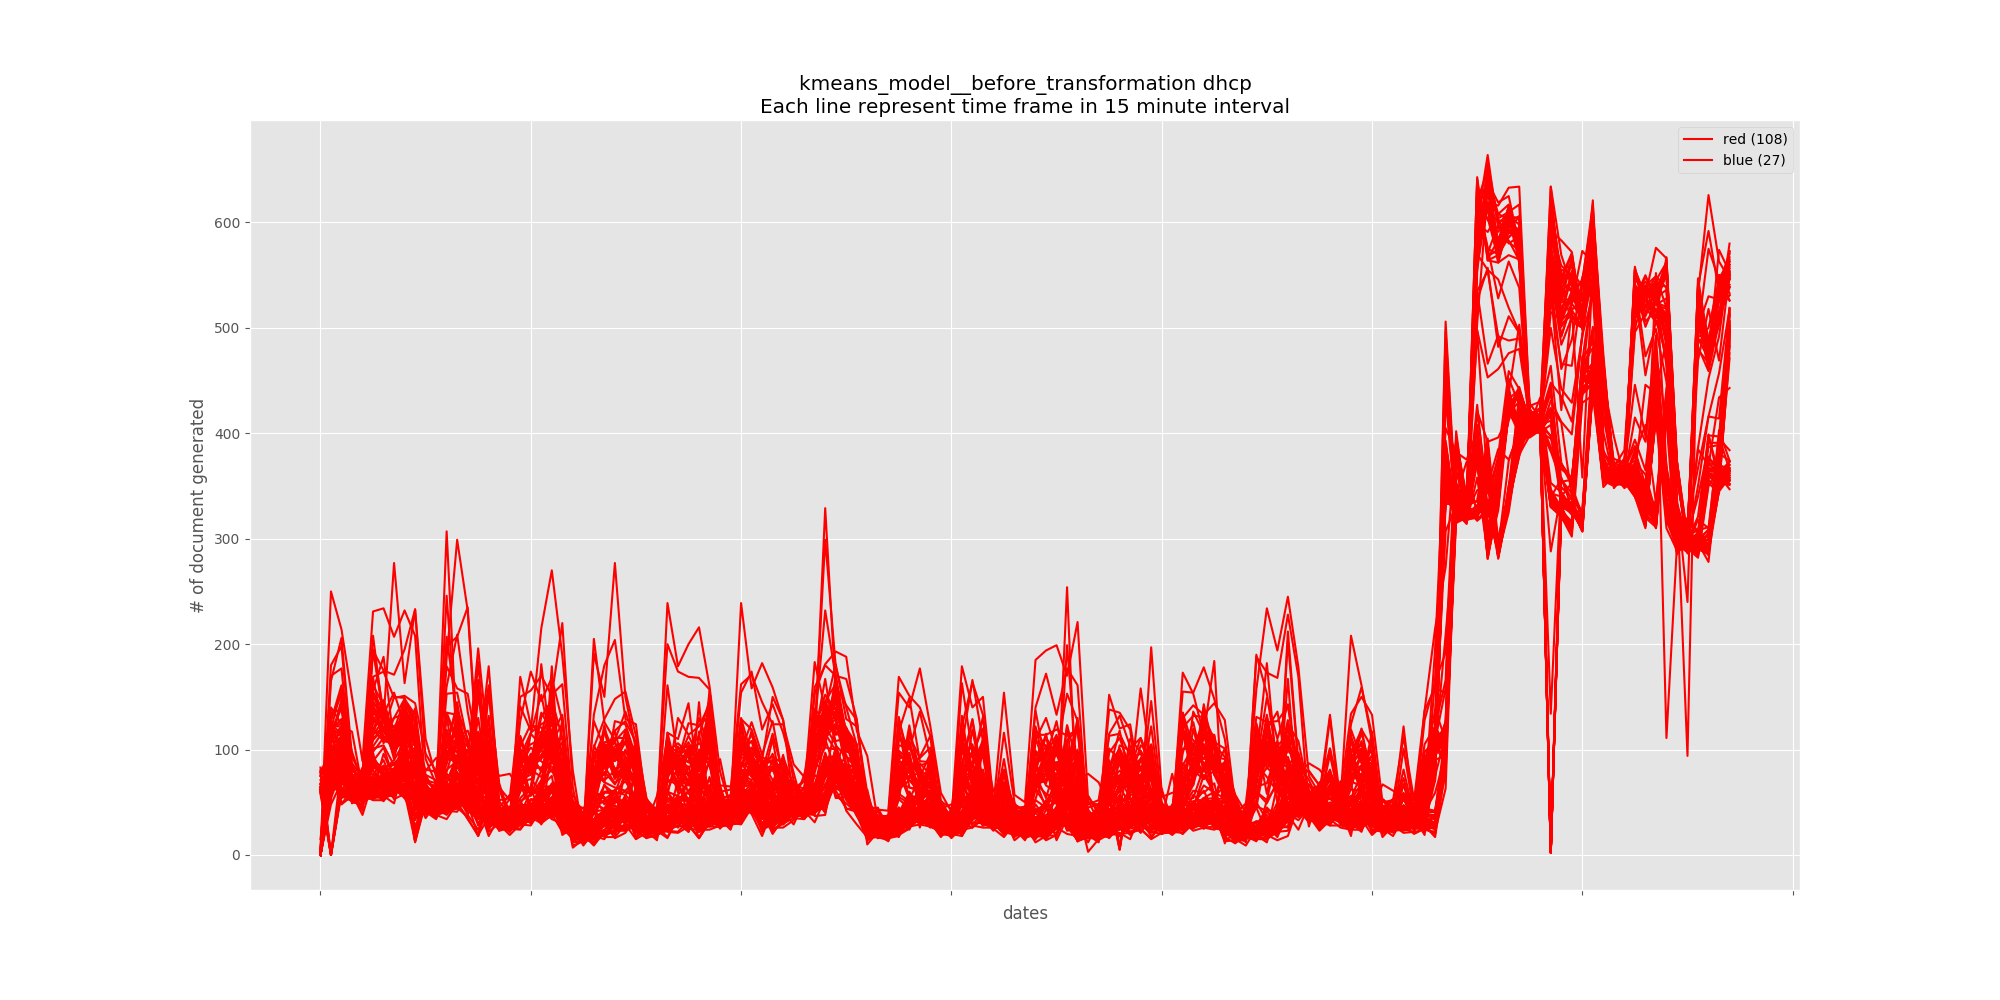 kmeans_model__before_transformation dhcp
Each line represent time frame in 15 minute interval
red (108)
blue (27)
600
500
400
300
200
100
0
# of document generated
dates